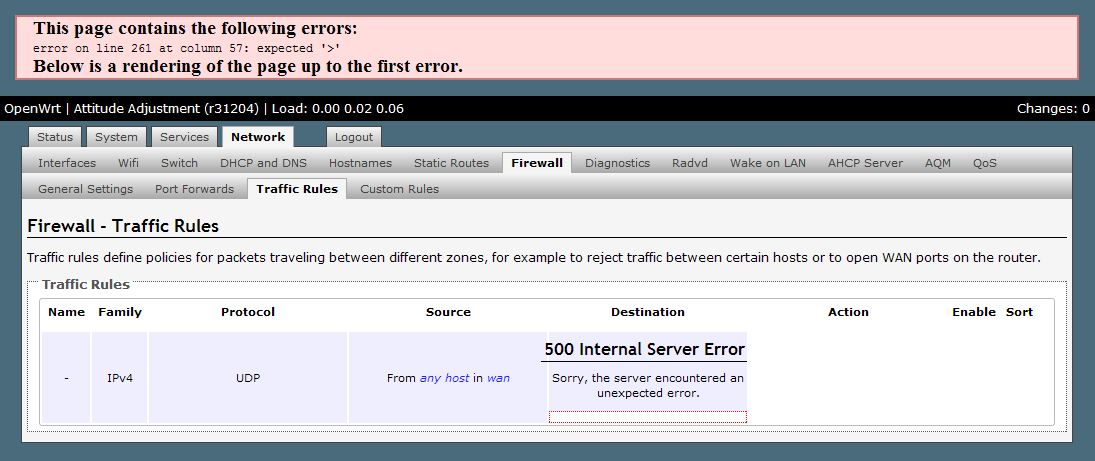 This page contains the following errors:
error on line 261 at column 57: expected '>'
Below is a rendering of the page up to the first error.
OpenWrt | Attitude Adjustment (r31204) | Load: 0.00 0.02 0.06 Changes: 0
Status System Services Network Logout
Interfaces Wifi Switch DHCP and DNS Hostnames Static Routes Firewall Diagnostics Radvd Wake on LAN AHCP Server AQM QoS
General Settings Port Forwards Traffic Rules Custom Rules
Firewall - Traffic Rules
Traffic rules define policies for packets traveling between different zones, for example to reject traffic between certain hosts or to open WAN ports on the router.
Traffic Rules
Name Family Protocol Source Destination Action Enable Sort
500 Internal Server Error
- IPv4 UDP From any host in wan Sorry, the server encountered an
unexpected error.